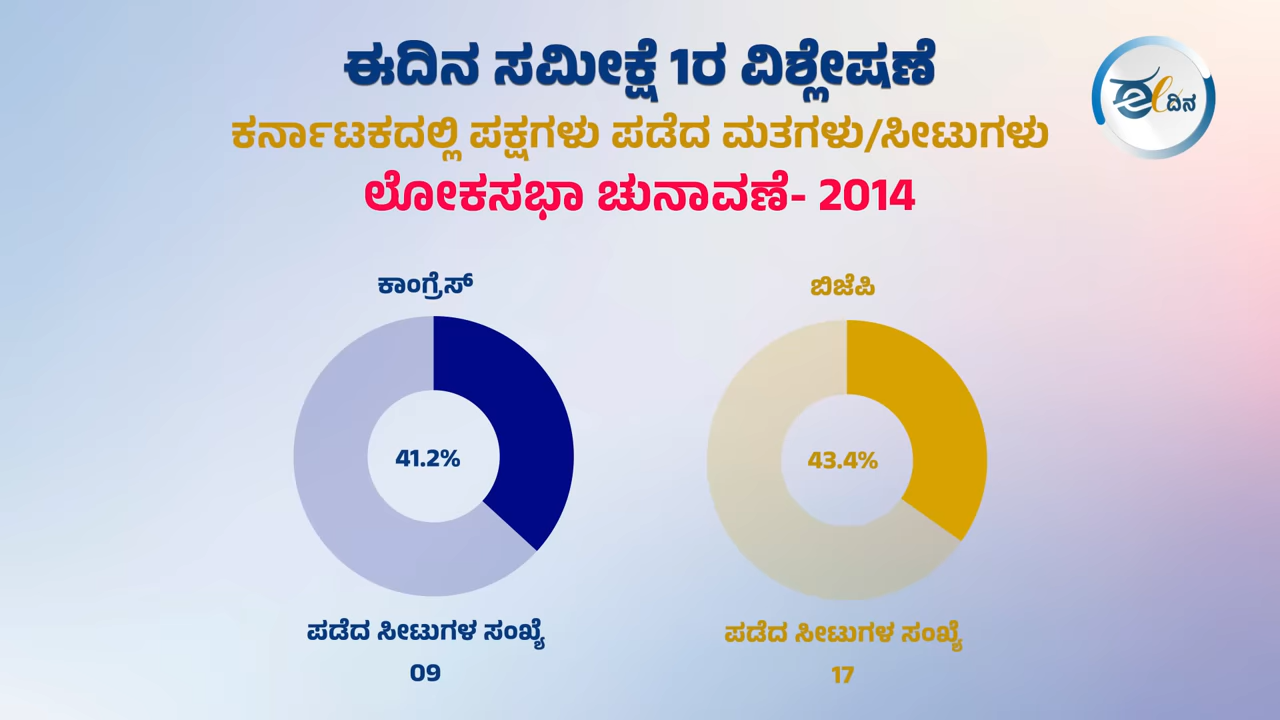 ಈದಿನ ಸಮೀಕ್ಷೆ 1ರ ವಿಶ್ಲೇಷಣೆ
ಕರ್ನಾಟಕದಲ್ಲಿ ಪಕ್ಷಗಳು ಪಡೆದ ಮತಗಳು/ಸೀಟುಗಳು
ಲೋಕಸಭಾ ಚುನಾವಣೆ- 2014
ಈದಿನ
ಕಾಂಗ್ರೆಸ್
41.2%
ಪಡೆದ ಸೀಟುಗಳ ಸಂಖ್ಯೆ
09
ಬಿಜೆಪಿ
43.4%
ಪಡೆದ ಸೀಟುಗಳ ಸಂಖ್ಯೆ
17